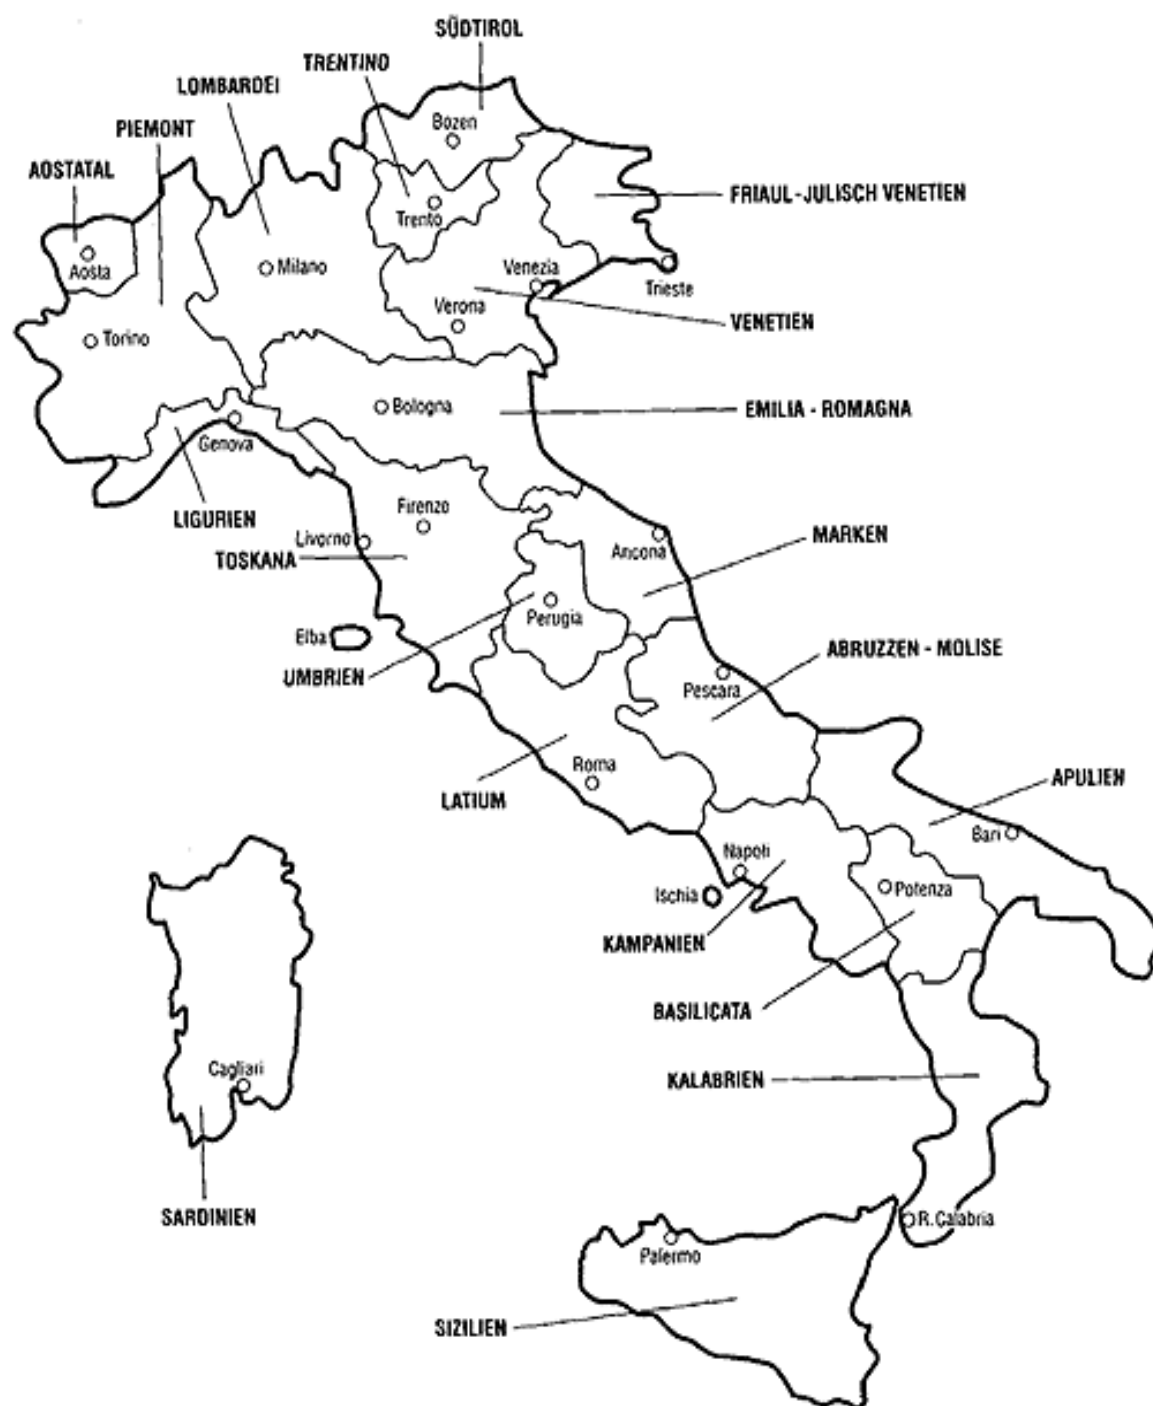 SÜDTIROL
TRENTINO
LOMBARDEI
PIEMONT
AOSTATAL
Bozen
FRIAUL-JULISCH VENETIEN
Trento
Aosta
Milano
Venezia
Trieste
Verona
VENETIEN
Torino
Bologna
EMILIA - ROMAGNA
Genova
LIGURIEN
Firenze
Livorno
TOSKANA
Ancona
MARKEN
Perugia
Elba
UMBRIEN
ABRUZZEN - MOLISE
Pescara
Roma
LATIUM
APULIEN
Bari
Napoli
Ischia
Potenza
KAMPANIEN
BASILICATA
Cagliari
KALABRIEN
SARDINIEN
R. Calabria
Palermo
SIZILIEN